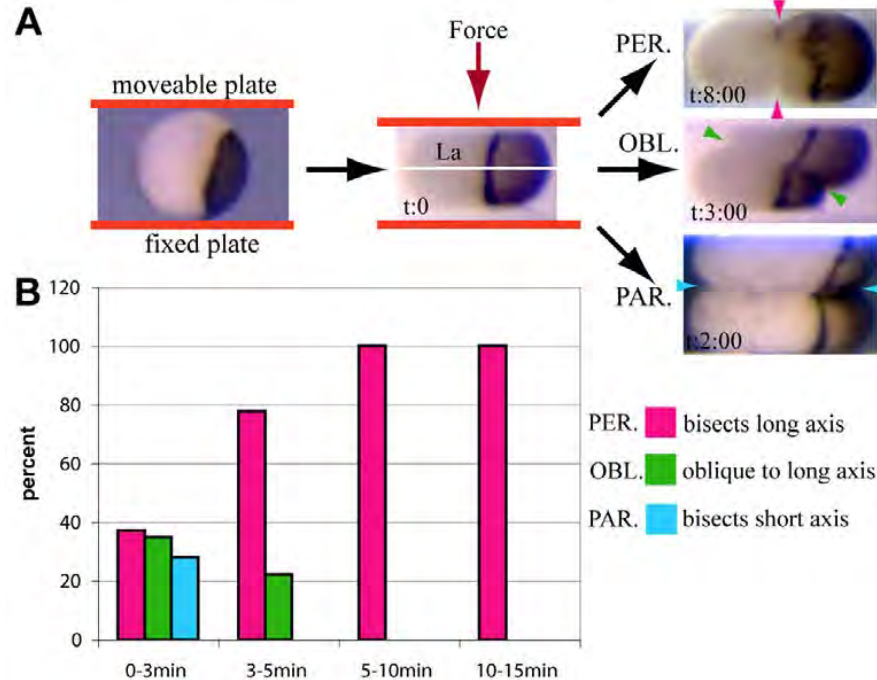 A
moveable plate
fixed plate
Force
La
t:0
PER.
t:8:00
OBL.
t:3:00
PAR.
t:2:00
B
120
100
80
60
40
20
0
percent
0-3min
3-5min
5-10min
10-15min
PER. bisects long axis
OBL. oblique to long axis
PAR. bisects short axis